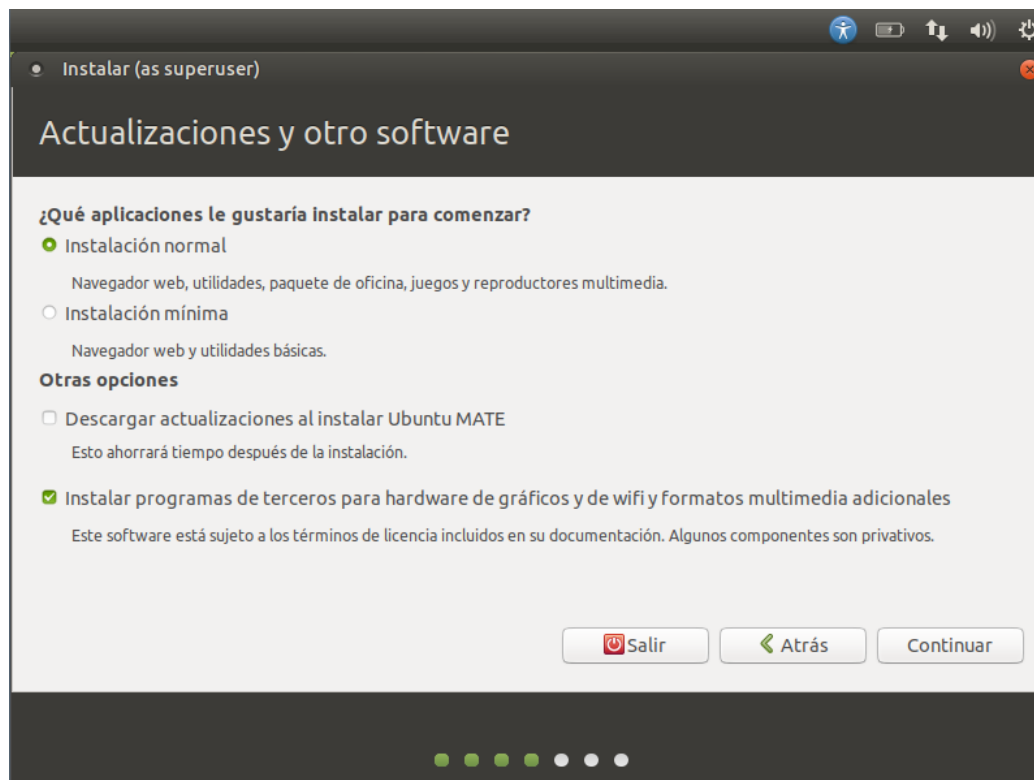 Instalar (as superuser)
Actualizaciones y otro software
¿Qué aplicaciones le gustaría instalar para comenzar?
Instalación normal
Navegador web, utilidades, paquete de oficina, juegos y reproductores multimedia.
Instalación mínima
Navegador web y utilidades básicas.
Otras opciones
Descargar actualizaciones al instalar Ubuntu MATE
Esto ahorrará tiempo después de la instalación.
Instalar programas de terceros para hardware de gráficos y de wifi y formatos multimedia adicionales
Este software está sujeto a los términos de licencia incluidos en su documentación. Algunos componentes son privativos.
Salir Atrás Continuar